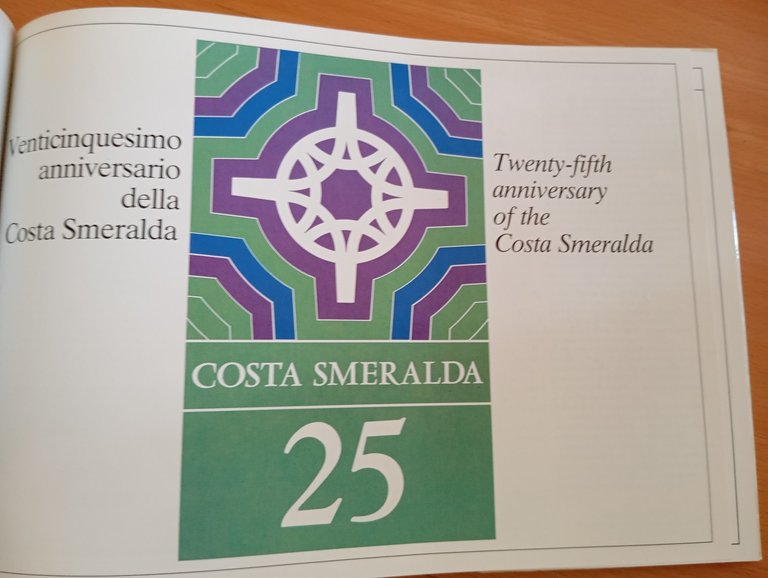 Venticinquesimo
anniversario
della
Costa Smeralda
COSTA SMERALDA
25
Twenty-fifth
anniversary
of the
Costa Smeralda